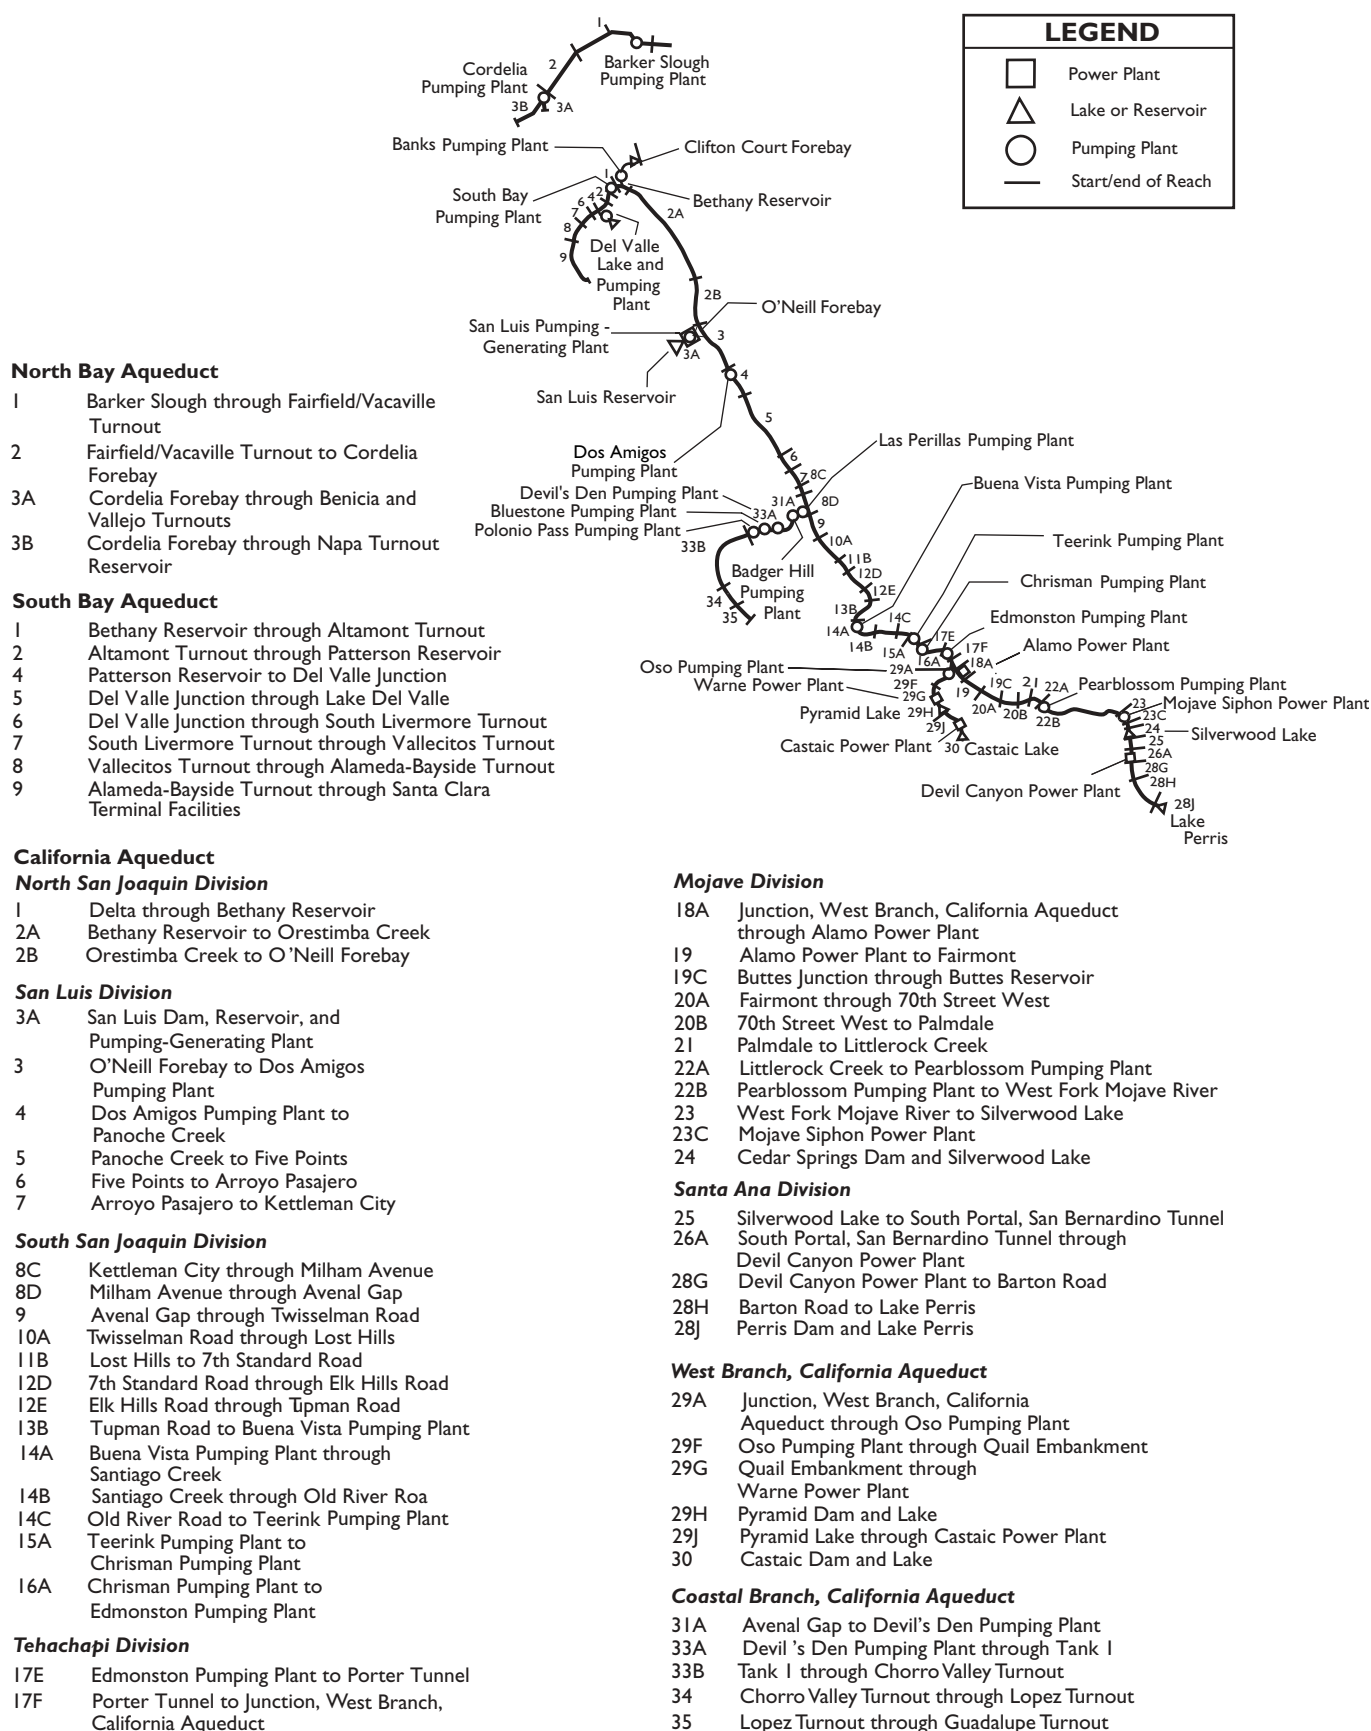 LEGEND
Power Plant
Lake or Reservoir
Pumping Plant
Start/end of Reach
1
2
Cordelia
Pumping Plant
Barker Slough
Pumping Plant
3B
3A
Banks Pumping Plant
Clifton Court Forebay
South Bay
Pumping Plant
1
2
4
6
7
8
9
Bethany Reservoir
2A
Del Valle
Lake and
Pumping
Plant
2B
O'Neill Forebay
San Luis Pumping -
Generating Plant
3
3A
San Luis Reservoir
4
5
Dos Amigos
Pumping Plant
6
7
8C
Las Perillas Pumping Plant
Devil's Den Pumping Plant
Bluestone Pumping Plant
Polonio Pass Pumping Plant
31A
33A
33B
8D
9
10A
11B
12D
12E
13B
Buena Vista Pumping Plant
Teerink Pumping Plant
Chrisman Pumping Plant
Edmonston Pumping Plant
Alamo Power Plant
Badger Hill
Pumping
Plant
34
35
14A
14B
14C
15A
16A
17E
17F
18A
Oso Pumping Plant
Warne Power Plant
29A
29F
29G
Pyramid Lake
29H
29J
Castaic Power Plant
30
Castaic Lake
19
19C
20A
20B
21
22A
22B
Pearblossom Pumping Plant
23
Mojave Siphon Power Plant
23C
24
Silverwood Lake
25
26A
28G
28H
Devil Canyon Power Plant
28J
Lake
Perris
North Bay Aqueduct
1 Barker Slough through Fairfield/Vacaville
Turnout
2 Fairfield/Vacaville Turnout to Cordelia
Forebay
3A Cordelia Forebay through Benicia and
Vallejo Turnouts
3B Cordelia Forebay through Napa Turnout
Reservoir
South Bay Aqueduct
1 Bethany Reservoir through Altamont Turnout
2 Altamont Turnout through Patterson Reservoir
4 Patterson Reservoir to Del Valle Junction
5 Del Valle Junction through Lake Del Valle
6 Del Valle Junction through South Livermore Turnout
7 South Livermore Turnout through Vallecitos Turnout
8 Vallecitos Turnout through Alameda-Bayside Turnout
9 Alameda-Bayside Turnout through Santa Clara
Terminal Facilities
California Aqueduct
North San Joaquin Division
1 Delta through Bethany Reservoir
2A Bethany Reservoir to Orestimba Creek
2B Orestimba Creek to O'Neill Forebay
San Luis Division
3A San Luis Dam, Reservoir, and
Pumping-Generating Plant
3 O'Neill Forebay to Dos Amigos
Pumping Plant
4 Dos Amigos Pumping Plant to
Panoche Creek
5 Panoche Creek to Five Points
6 Five Points to Arroyo Pasajero
7 Arroyo Pasajero to Kettleman City
South San Joaquin Division
8C Kettleman City through Milham Avenue
8D Milham Avenue through Avenal Gap
9 Avenal Gap through Twisselman Road
10A Twisselman Road through Lost Hills
11B Lost Hills to 7th Standard Road
12D 7th Standard Road through Elk Hills Road
12E Elk Hills Road through Tupman Road
13B Tupman Road to Buena Vista Pumping Plant
14A Buena Vista Pumping Plant through
Santiago Creek
14B Santiago Creek through Old River Roa
14C Old River Road to Teerink Pumping Plant
15A Teerink Pumping Plant to
Chrisman Pumping Plant
16A Chrisman Pumping Plant to
Edmonston Pumping Plant
Tehachapi Division
17E Edmonston Pumping Plant to Porter Tunnel
17F Porter Tunnel to Junction, West Branch,
California Aqueduct
Mojave Division
18A Junction, West Branch, California Aqueduct
through Alamo Power Plant
19 Alamo Power Plant to Fairmont
19C Buttes Junction through Buttes Reservoir
20A Fairmont through 70th Street West
20B 70th Street West to Palmdale
21 Palmdale to Littlerock Creek
22A Littlerock Creek to Pearblossom Pumping Plant
22B Pearblossom Pumping Plant to West Fork Mojave River
23 West Fork Mojave River to Silverwood Lake
23C Mojave Siphon Power Plant
24 Cedar Springs Dam and Silverwood Lake
Santa Ana Division
25 Silverwood Lake to South Portal, San Bernardino Tunnel
26A South Portal, San Bernardino Tunnel through
Devil Canyon Power Plant
28G Devil Canyon Power Plant to Barton Road
28H Barton Road to Lake Perris
28J Perris Dam and Lake Perris
West Branch, California Aqueduct
29A Junction, West Branch, California
Aqueduct through Oso Pumping Plant
29F Oso Pumping Plant through Quail Embankment
29G Quail Embankment through
Warne Power Plant
29H Pyramid Dam and Lake
29J Pyramid Lake through Castaic Power Plant
30 Castaic Dam and Lake
Coastal Branch, California Aqueduct
31A Avenal Gap to Devil's Den Pumping Plant
33A Devil 's Den Pumping Plant through Tank 1
33B Tank 1 through Chorro Valley Turnout
34 Chorro Valley Turnout through Lopez Turnout
35 Lopez Turnout through Guadalupe Turnout